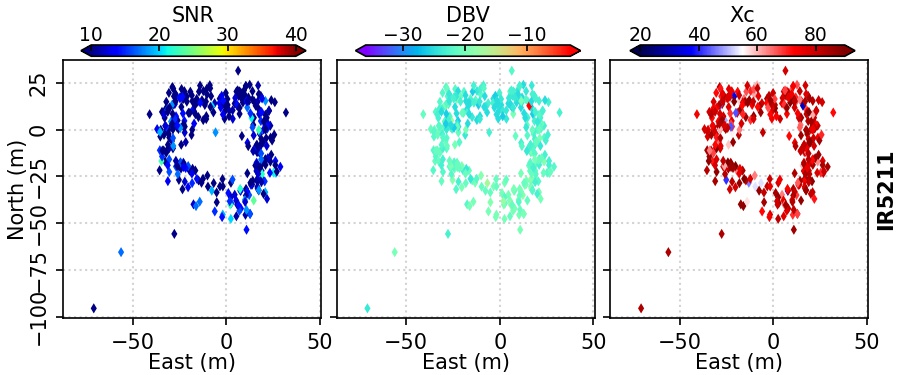 SNR DBV Xc
10 20 30 40 −30 −20 −10 20 40 60 80
25
0
−25
−50
−75
−100
North (m)
−50 0 50 −50 0 50 −50 0 50
East (m) East (m) East (m)
IR5211